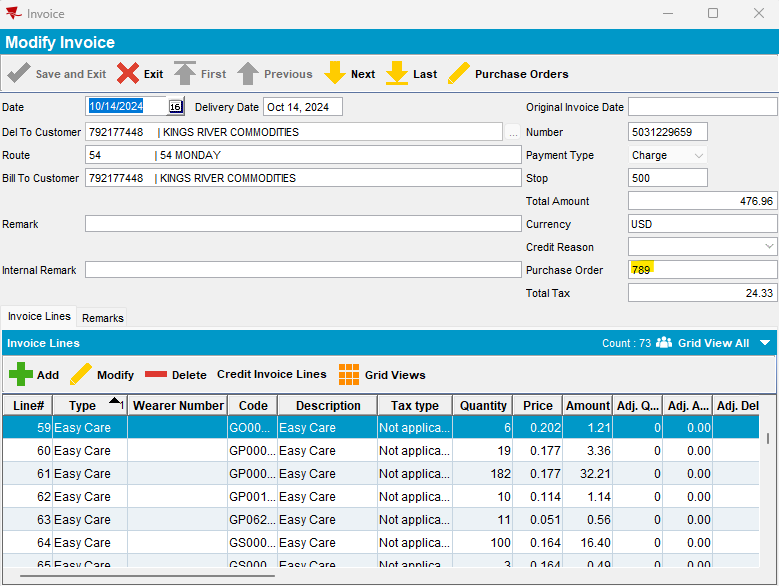 Invoice
Modify Invoice
Save and Exit Exit First Previous Next Last Purchase Orders
Date 10/14/2024 16 Delivery Date Oct 14, 2024 Original Invoice Date
Del To Customer 792177448 | KINGS RIVER COMMODITIES ... Number 5031229659
Route 54 | 54 MONDAY Payment Type Charge
Bill To Customer 792177448 | KINGS RIVER COMMODITIES Stop 500
Total Amount 476.96
Remark Currency USD
Credit Reason
Internal Remark Purchase Order 789
Total Tax 24.33
Invoice Lines Remarks
Invoice Lines Count : 73 Grid View All
Add Modify Delete Credit Invoice Lines Grid Views
Line# Type 1 Wearer Number Code Description Tax type Quantity Price Amount Adj. Q... Adj. A... Adj. Del
59 Easy Care GO00... Easy Care Not applica... 6 0.202 1.21 0 0.00
60 Easy Care GP000... Easy Care Not applica... 19 0.177 3.36 0 0.00
61 Easy Care GP000... Easy Care Not applica... 182 0.177 32.21 0 0.00
62 Easy Care GP001... Easy Care Not applica... 10 0.114 1.14 0 0.00
63 Easy Care GP062... Easy Care Not applica... 11 0.051 0.56 0 0.00
64 Easy Care GS000... Easy Care Not applica... 100 0.164 16.40 0 0.00
65 Easy Care GS000... Easy Care Not applica... 3 0.164 0.49 0 0.00